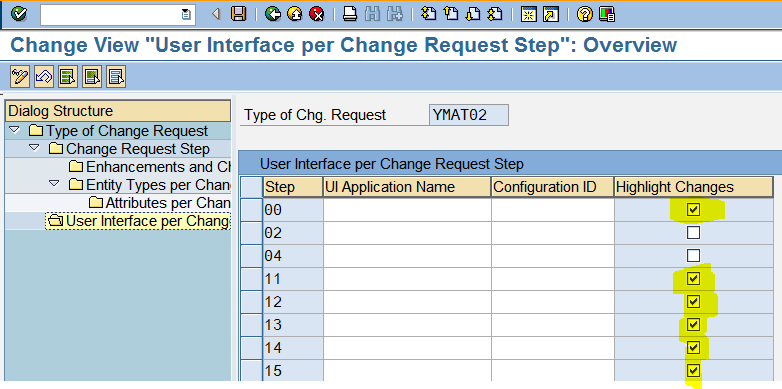 Change View "User Interface per Change Request Step": Overview
Dialog Structure
Type of Change Request
Change Request Step
Enhancements and Ch
Entity Types per Chan
Attributes per Chan
User Interface per Chang
Type of Chg. Request YMAT02
User Interface per Change Request Step
Step UI Application Name Configuration ID Highlight Changes
00
02
04
11
12
13
14
15